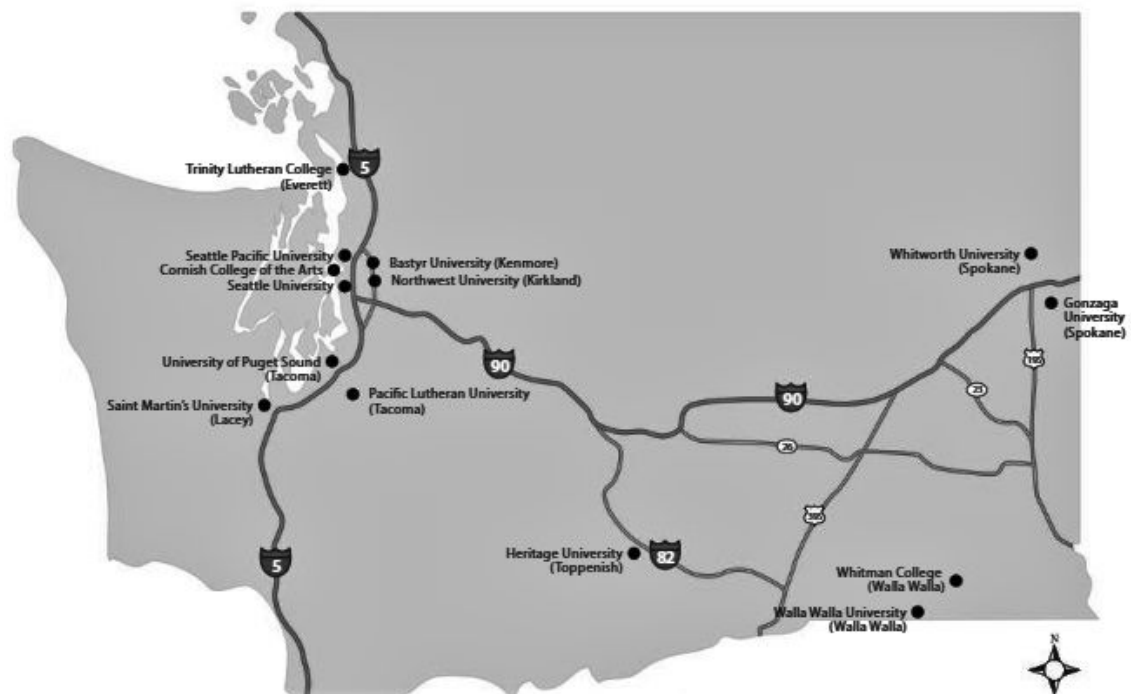 5
Trinity Lutheran College
(Everett)
Seattle Pacific University
Cornish College of the Arts
Seattle University
Bastyr University (Kenmore)
Northwest University (Kirkland)
Whitworth University
(Spokane)
Gonzaga
University
(Spokane)
University of Puget Sound
(Tacoma)
90
195
Pacific Lutheran University
(Tacoma)
Saint Martin's University
(Lacey)
90
23
26
395
Heritage University
(Toppenish)
82
5
Whitman College
(Walla Walla)
Walla Walla University
(Walla Walla)
N